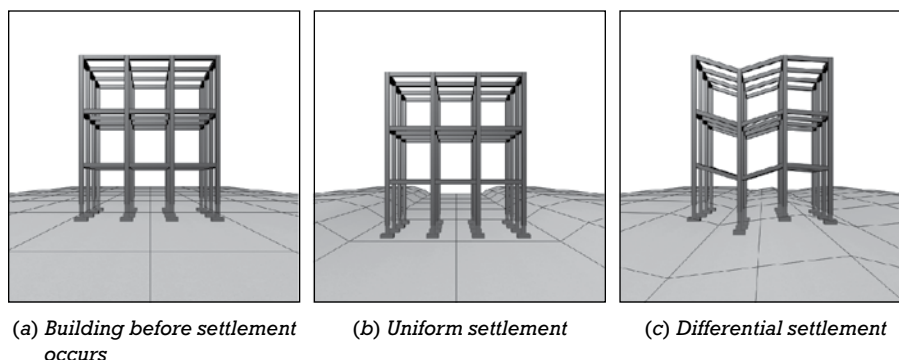 (a) Building before settlement
occurs
(b) Uniform settlement
(c) Differential settlement